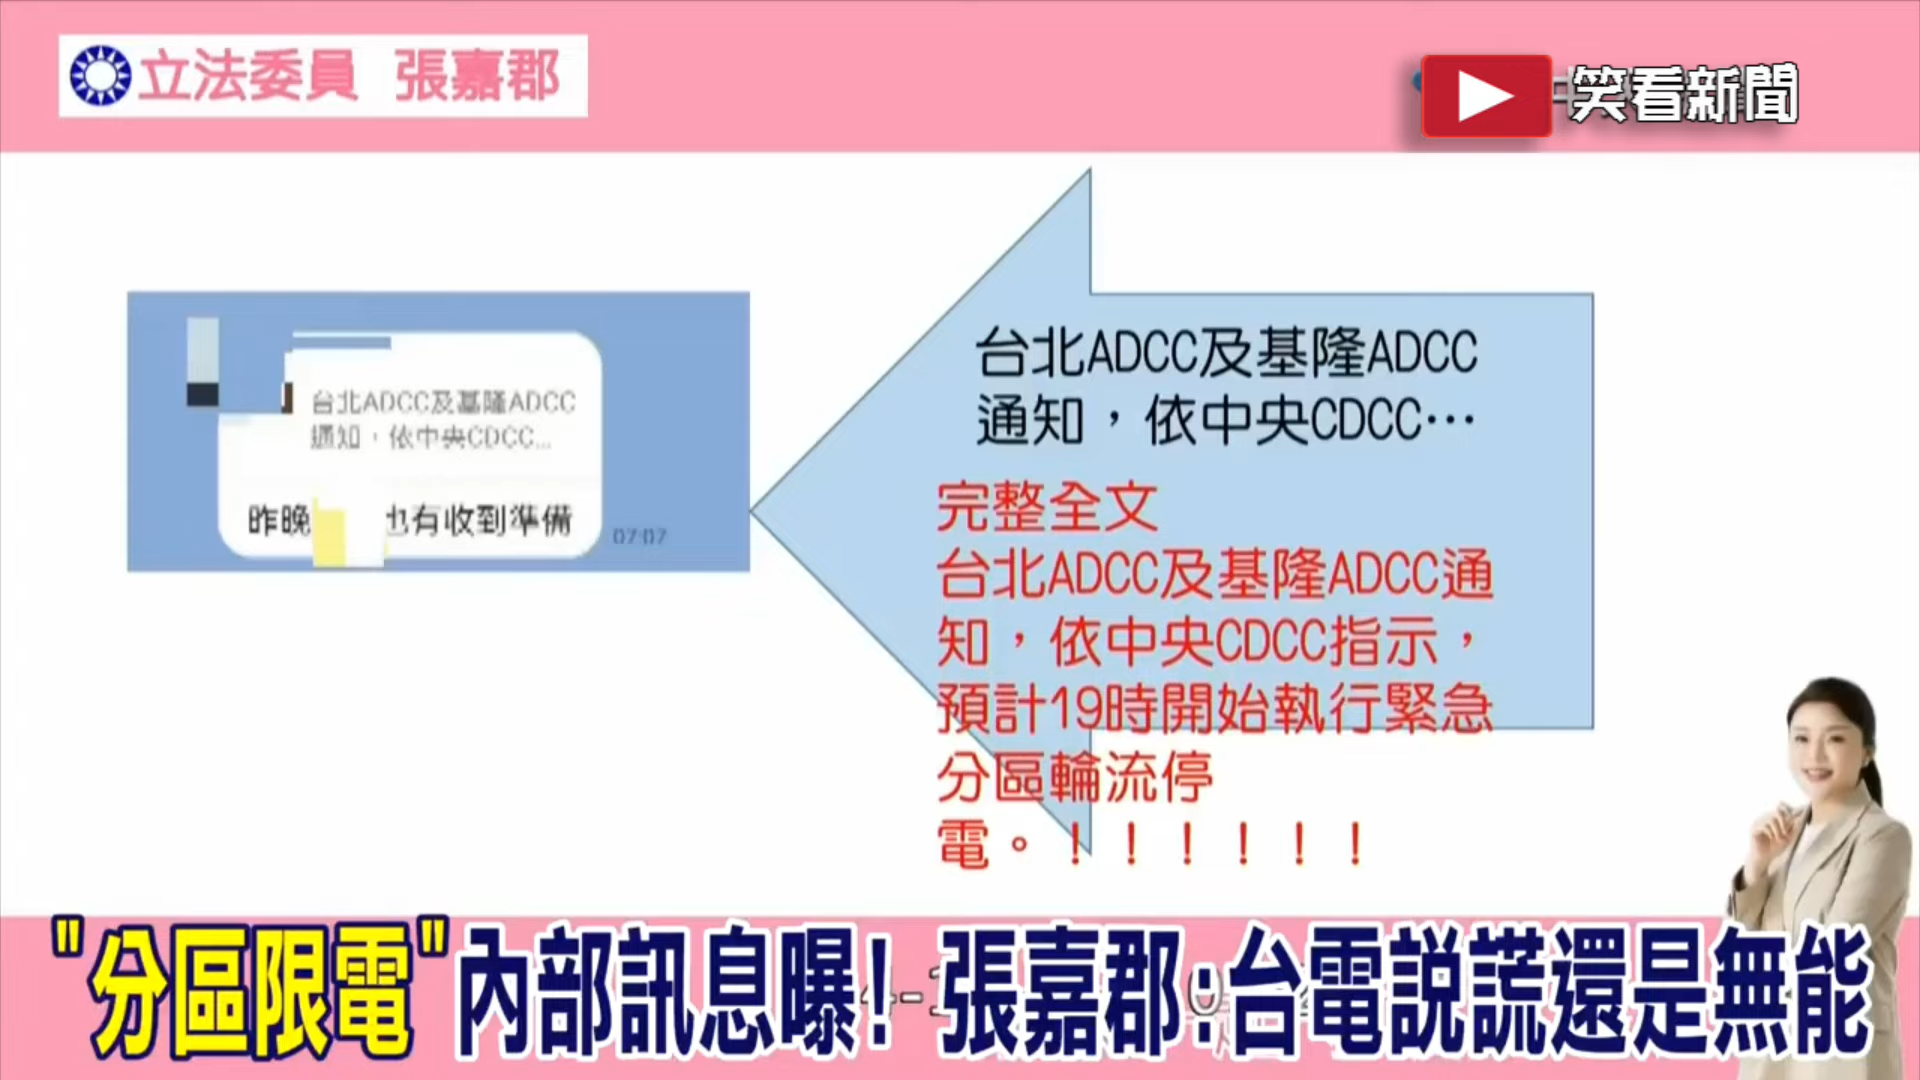 立法委員 張嘉郡
笑看新聞
台北ADCC及基隆ADCC
通知，依中央CDCC...
昨晚 也有收到準備
07:07
台北ADCC及基隆ADCC
通知，依中央CDCC…
完整全文
台北ADCC及基隆ADCC通
知，依中央CDCC指示，
預計19時開始執行緊急
分區輪流停
電。！！！！！！
"分區限電"內部訊息曝！張嘉郡：台電説謊還是無能